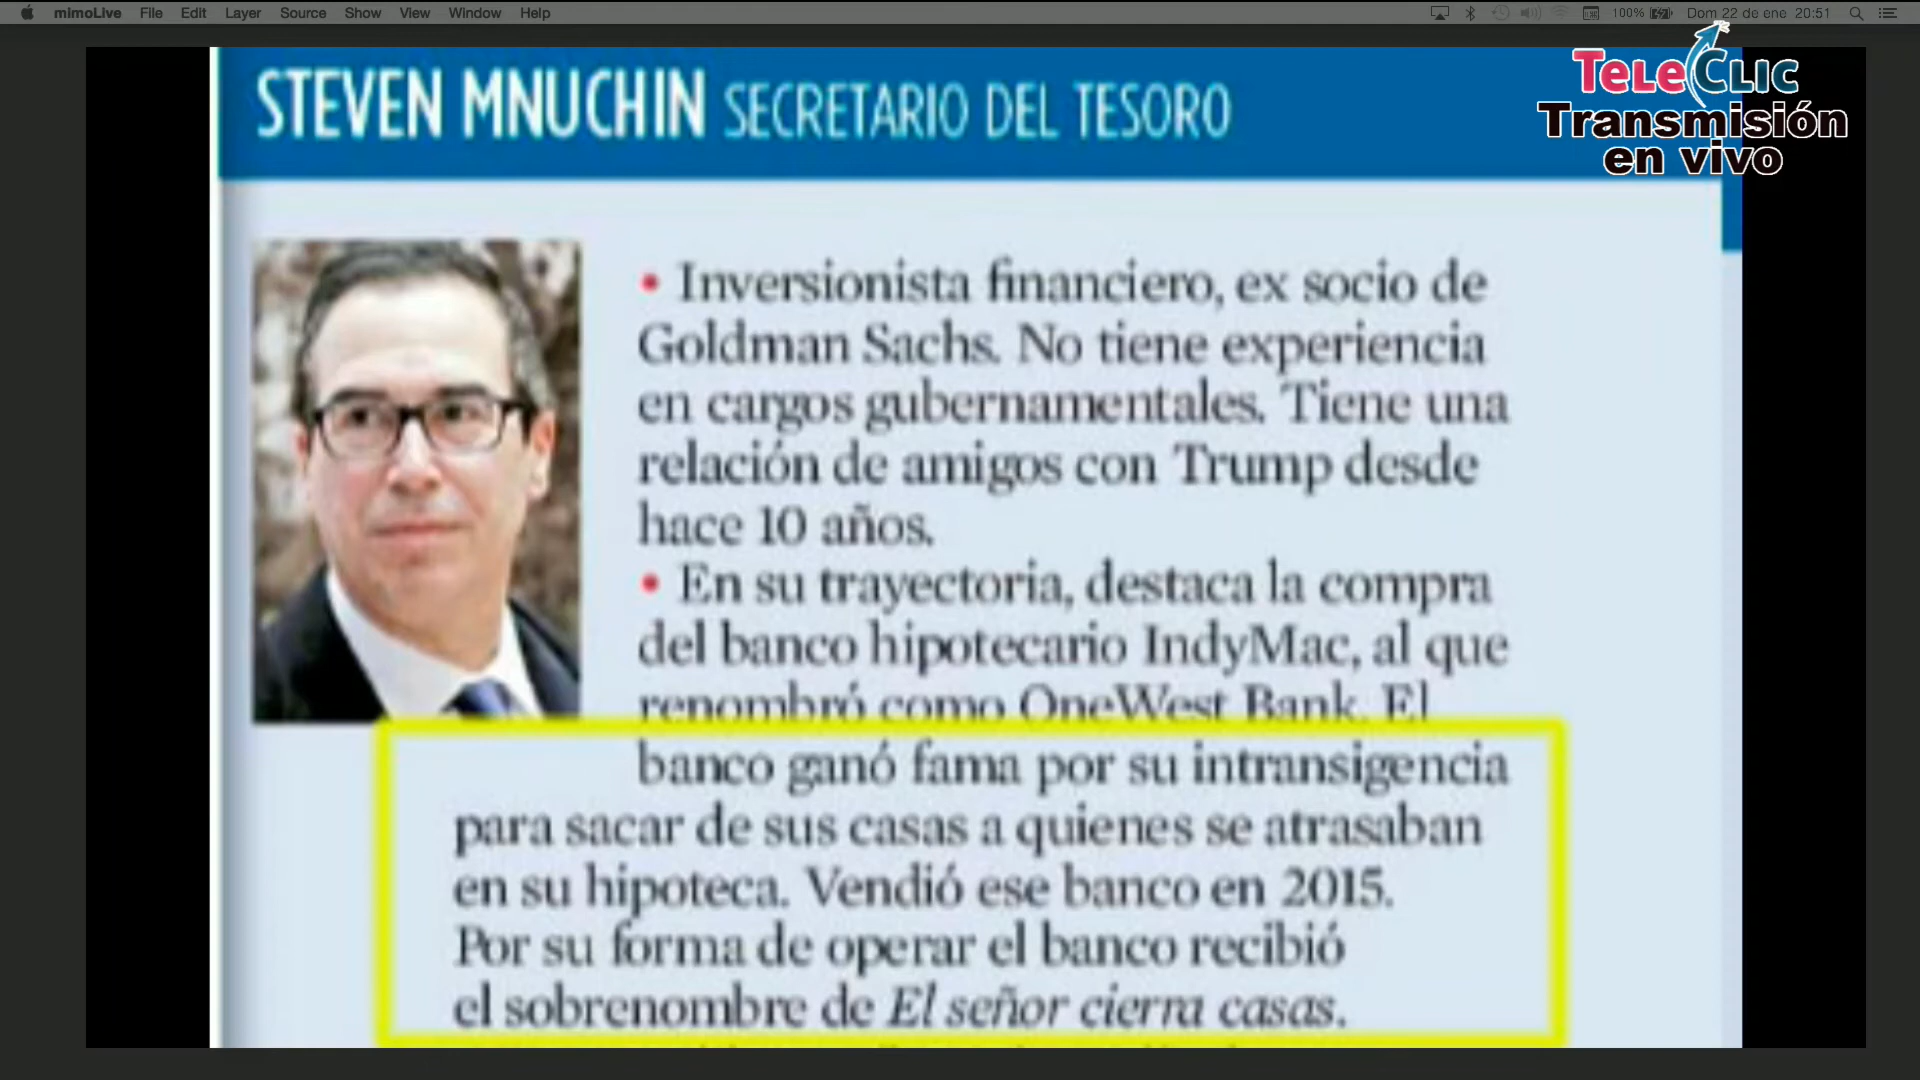 mimoLive File Edit Layer Source Show View Window Help 100% Dom 22 de ene 20:51
TELECLIC
Transmisión
en vivo
STEVEN MNUCHIN SECRETARIO DEL TESORO
• Inversionista financiero, ex socio de
Goldman Sachs. No tiene experiencia
en cargos gubernamentales. Tiene una
relación de amigos con Trump desde
hace 10 años.
• En su trayectoria, destaca la compra
del banco hipotecario IndyMac, al que
renombró como OneWest Bank. El
banco ganó fama por su intransigencia
para sacar de sus casas a quienes se atrasaban
en su hipoteca. Vendió ese banco en 2015.
Por su forma de operar el banco recibió
el sobrenombre de El señor cierra casas.